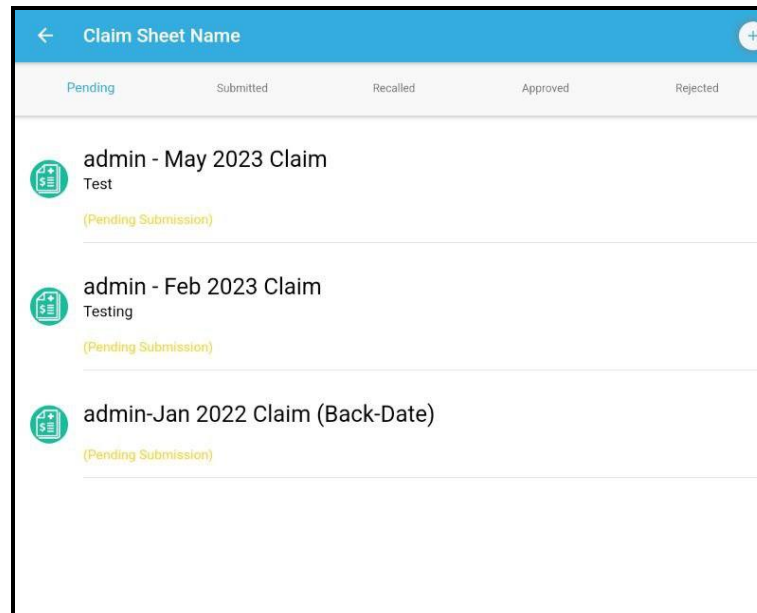 Claim Sheet Name
+
Pending Submitted Recalled Approved Rejected
admin - May 2023 Claim
Test
(Pending Submission)
admin - Feb 2023 Claim
Testing
(Pending Submission)
admin-Jan 2022 Claim (Back-Date)
(Pending Submission)